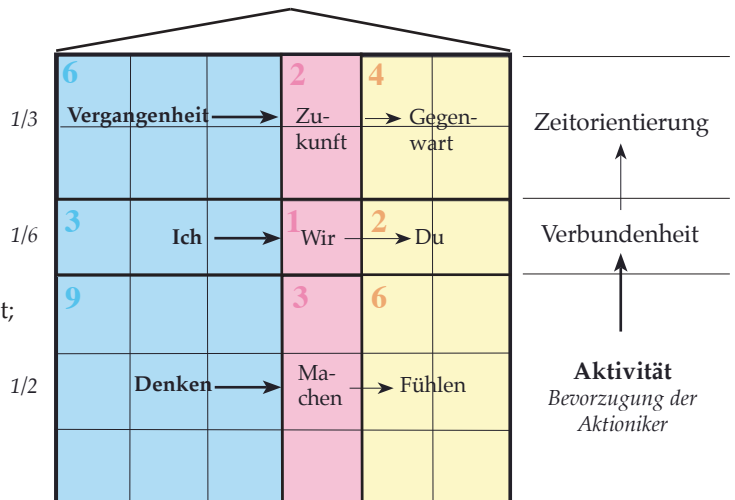 6 2 4
1/3 Vergangenheit Zu- Gegen- Zeitorientierung
kunft wart
3 1 2
1/6 Ich Wir Du Verbundenheit
9 3 6
t;
1/2 Denken Ma- Fühlen Aktivität
chen Bevorzugung der
Aktioniker